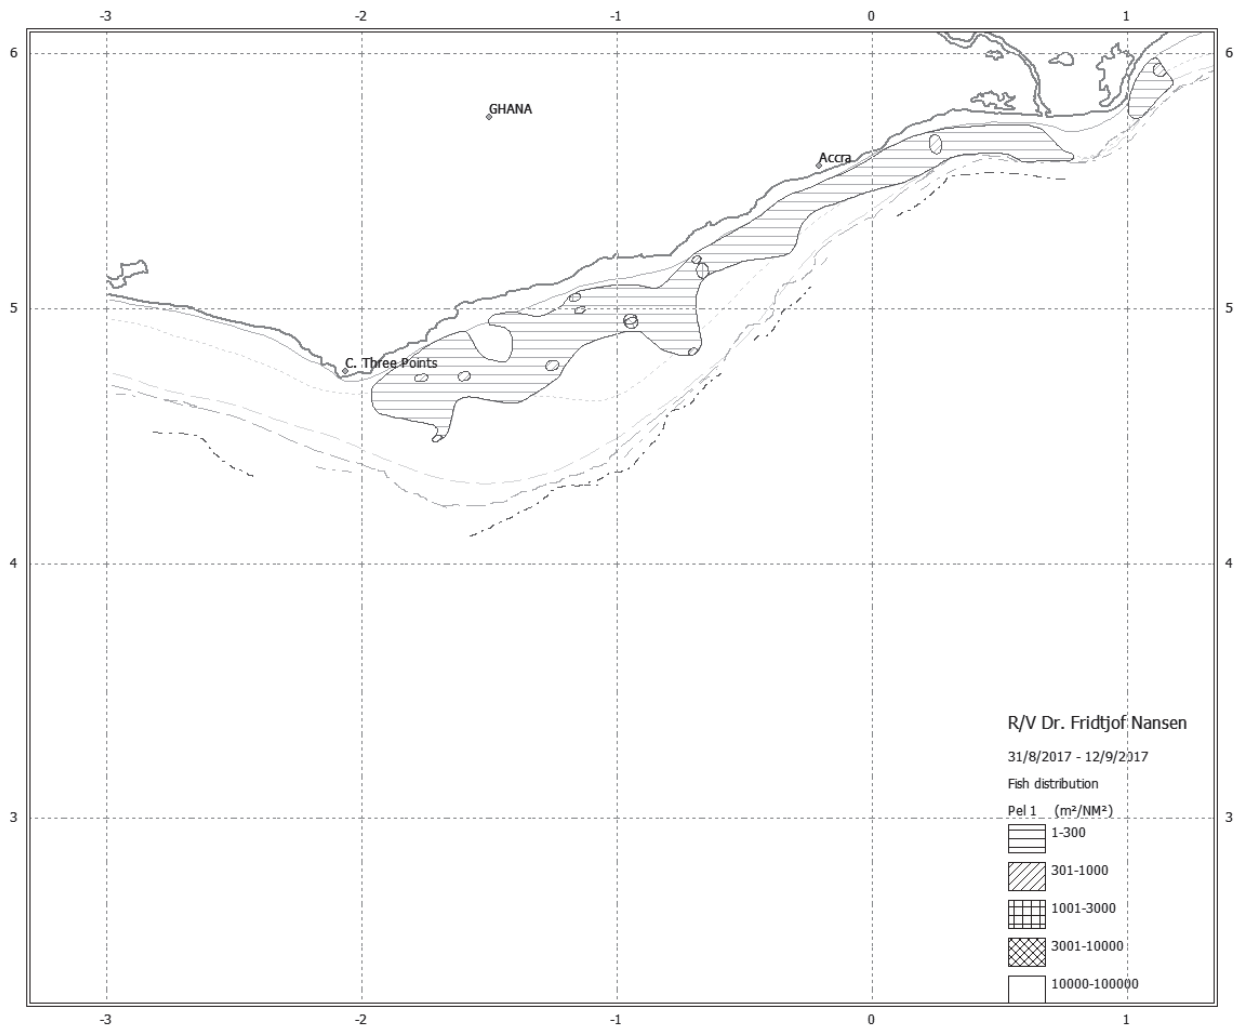 -3 -2 -1 0 1
6 6
GHANA
Accra
5 5
C. Three Points
4 4
R/V Dr. Fridtjof Nansen
31/8/2017 - 12/9/2017
Fish distribution
Pel 1 (m²/NM²)
3 3
1-300
301-1000
1001-3000
3001-10000
10000-100000
-3 -2 -1 0 1